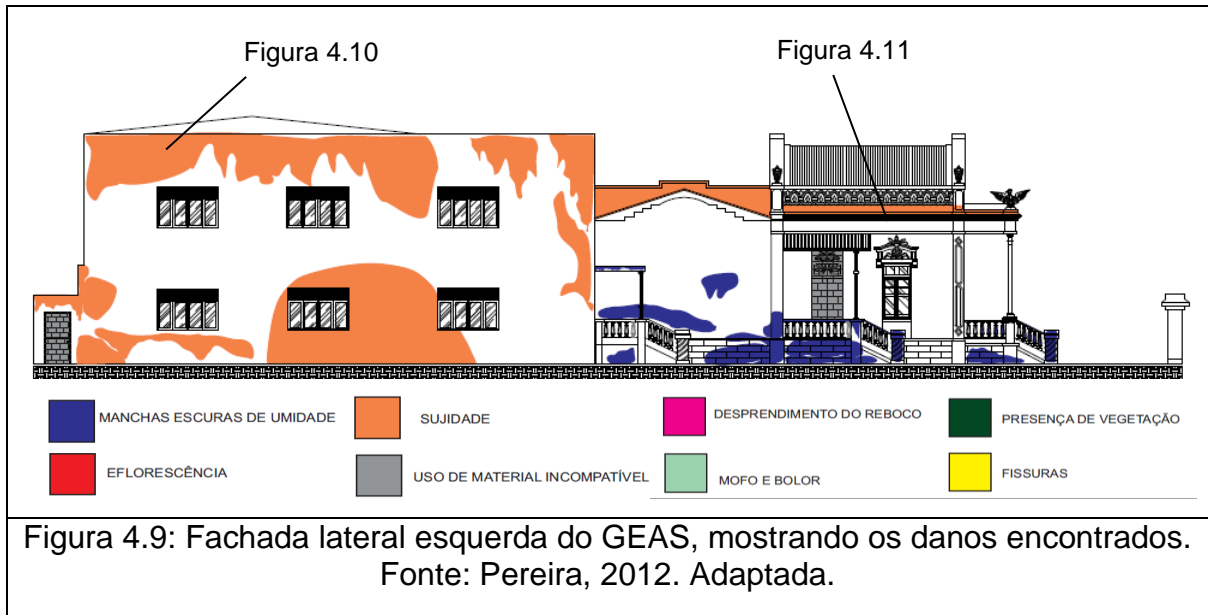 Figura 4.10
Figura 4.11
MANCHAS ESCURAS DE UMIDADE
SUJIDADE
DESPRENDIMENTO DO REBOCO
PRESENÇA DE VEGETAÇÃO
EFLORESCÊNCIA
USO DE MATERIAL INCOMPATÍVEL
MOFO E BOLOR
FISSURAS
Figura 4.9: Fachada lateral esquerda do GEAS, mostrando os danos encontrados.
Fonte: Pereira, 2012. Adaptada.